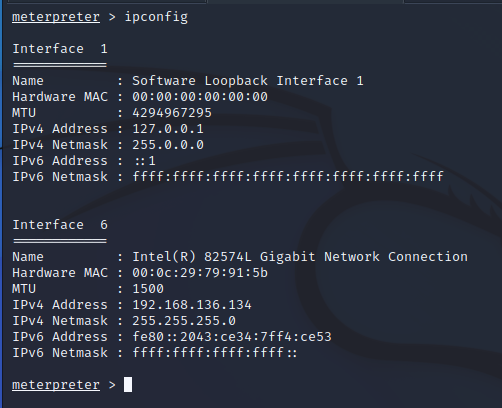 meterpreter > ipconfig
Interface  1
============
Name         : Software Loopback Interface 1
Hardware MAC : 00:00:00:00:00:00
MTU          : 4294967295
IPv4 Address : 127.0.0.1
IPv4 Netmask : 255.0.0.0
IPv6 Address : ::1
IPv6 Netmask : ffff:ffff:ffff:ffff:ffff:ffff:ffff:ffff
Interface  6
============
Name         : Intel(R) 82574L Gigabit Network Connection
Hardware MAC : 00:0c:29:79:91:5b
MTU          : 1500
IPv4 Address : 192.168.136.134
IPv4 Netmask : 255.255.255.0
IPv6 Address : fe80::2043:ce34:7ff4:ce53
IPv6 Netmask : ffff:ffff:ffff:ffff::
meterpreter >